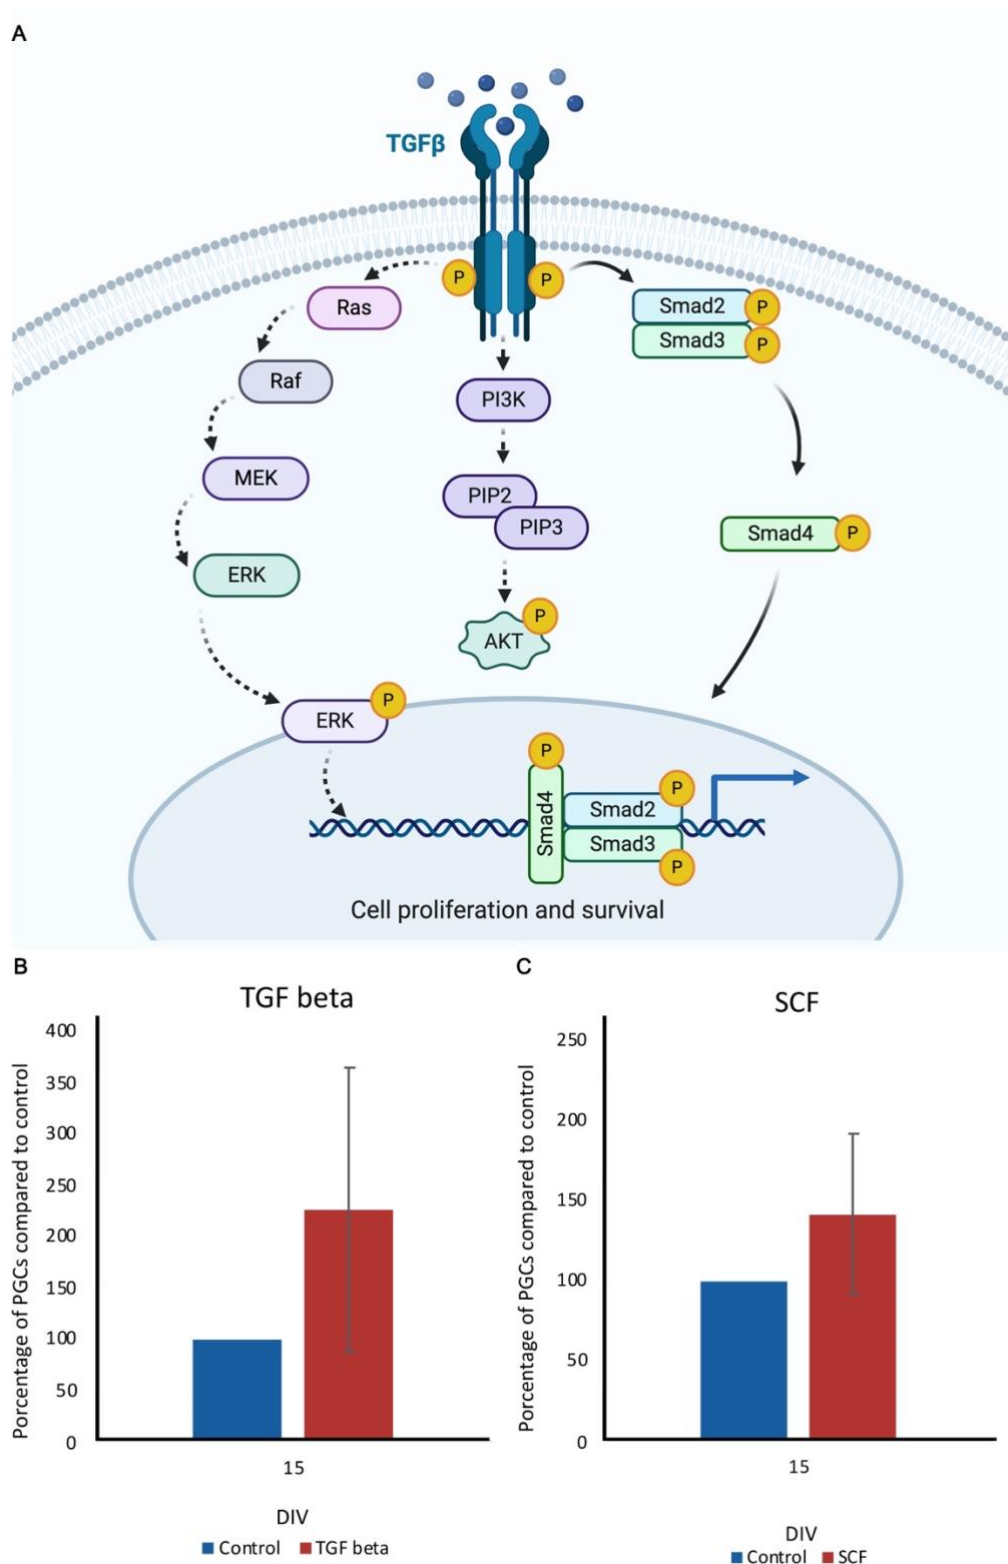 A
TGFβ
P
P
Ras
Smad2
P
Smad3
P
Raf
PI3K
MEK
PIP2
PIP3
Smad4
P
ERK
P
AKT
P
ERK
P
Smad4
Smad2
P
Smad3
P
Cell proliferation and survival
B
TGF beta
Porcentage of PGCs compared to control
400
350
300
250
200
150
100
50
0
15
DIV
Control
TGF beta
C
SCF
Porcentage of PGCs compared to control
250
200
150
100
50
0
15
DIV
Control
SCF